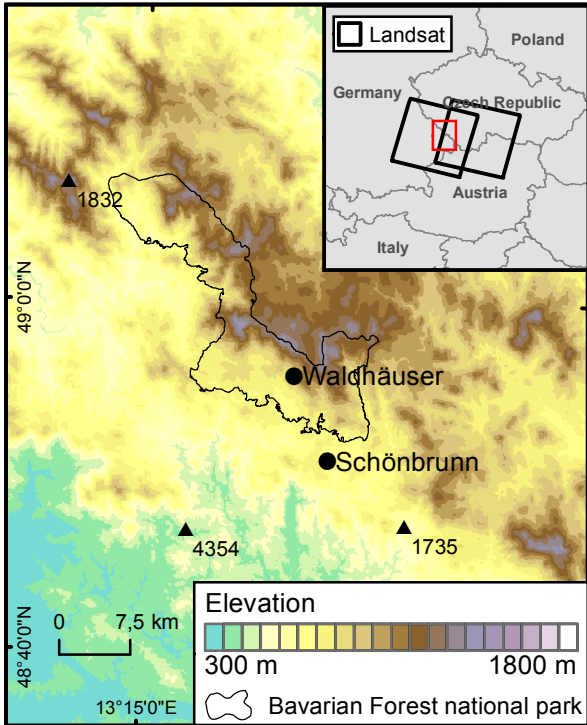 Landsat
Poland
Germany
Czech Republic
Austria
Italy
1832
49°0'0"N
Waldhäuser
Schönbrunn
4354
1735
0 7,5 km
48°40'0"N
13°15'0"E
Elevation
300 m 1800 m
Bavarian Forest national park